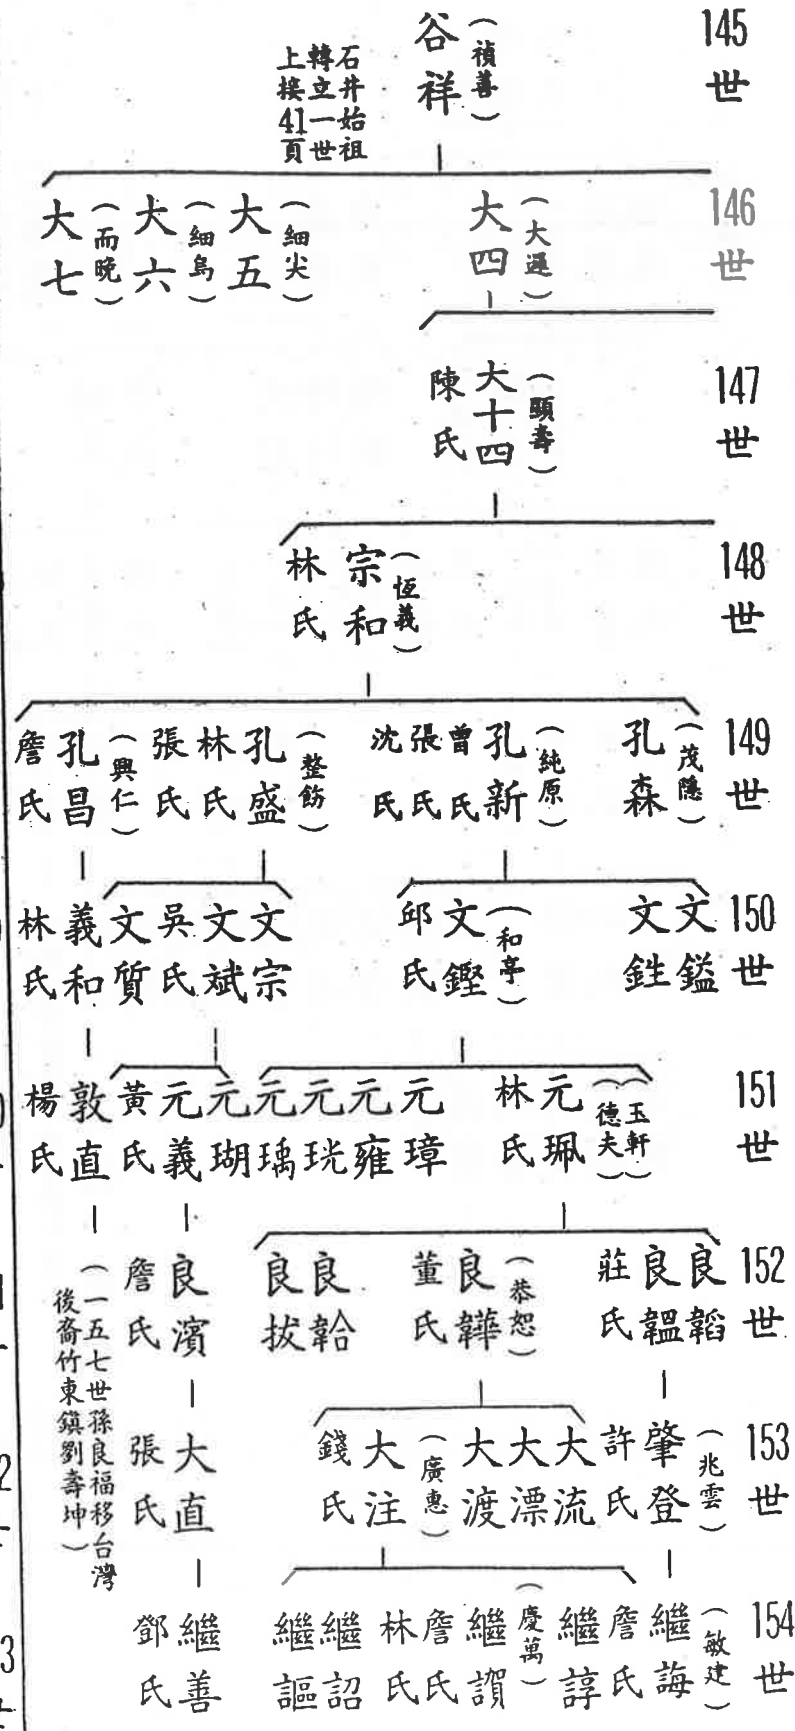 145世
谷祥（禎善）
石井始祖
轉立一世
上接41頁
146世
大四（大遜）
大五（細尖）
大六（細烏）
大七（而晚）
147世
大十四（顯壽）
陳氏
148世
宗和（恆義）
林氏
149世
孔森（茂隱）
孔新（純原）
曾氏
張氏
沈氏
孔盛（整飭）
林氏
張氏
孔昌（興仁）
詹氏
150世
文鎰
文鉎
文鏗（和亭）
邱氏
文宗
文斌
吳氏
文質
義和
林氏
151世
元珮（玉軒）（德夫）
林氏
元璋
元雍
元珖
元瑀
元瑚
元義
黃氏
敦直
楊氏
152世
良韜
良韞
莊氏
良韡（恭恕）
董氏
良韐
良拔
良濱
詹氏
（一五七世孫良福移台灣
後裔竹東鎮劉壽坤）
153世
肇登（兆雲）
許氏
大流
大漂
大渡
大注（廣惠）
錢氏
大直
張氏
154世
繼誨（敏建）
詹氏
繼諄
繼謨（慶萬）
詹氏
林氏
繼詔
繼謳
繼善
鄧氏